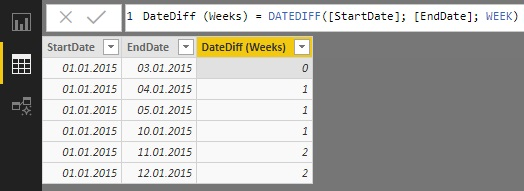 1 DateDiff (Weeks) = DATEDIFF([StartDate]; [EndDate]; WEEK)
StartDate EndDate DateDiff (Weeks)
01.01.2015 03.01.2015 0
01.01.2015 04.01.2015 1
01.01.2015 05.01.2015 1
01.01.2015 10.01.2015 1
01.01.2015 11.01.2015 2
01.01.2015 12.01.2015 2